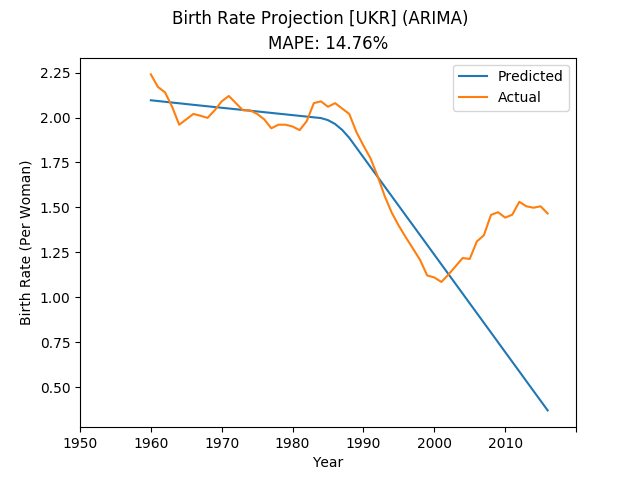 Birth Rate Projection [UKR] (ARIMA)
MAPE: 14.76%
Predicted
Actual
Birth Rate (Per Woman)
2.25
2.00
1.75
1.50
1.25
1.00
0.75
0.50
1950 1960 1970 1980 1990 2000 2010
Year